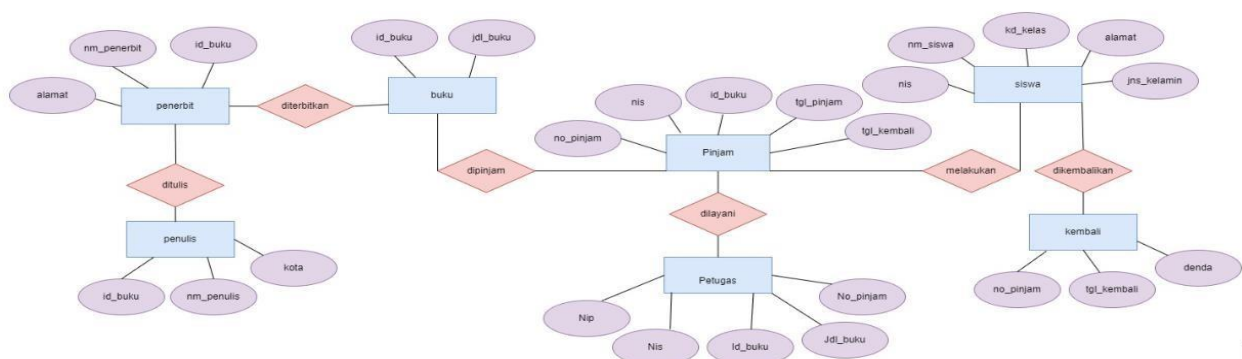 nm_penerbit
id_buku
alamat
penerbit
diterbitkan
id_buku
jdl_buku
buku
ditulis
penulis
id_buku
nm_penulis
kota
dipinjam
nis
id_buku
tgl_pinjam
no_pinjam
tgl_kembali
Pinjam
dilayani
Petugas
Nip
Nis
Id_buku
Jdl_buku
No_pinjam
melakukan
nm_siswa
kd_kelas
alamat
nis
jns_kelamin
siswa
dikembalikan
kembali
no_pinjam
tgl_kembali
denda